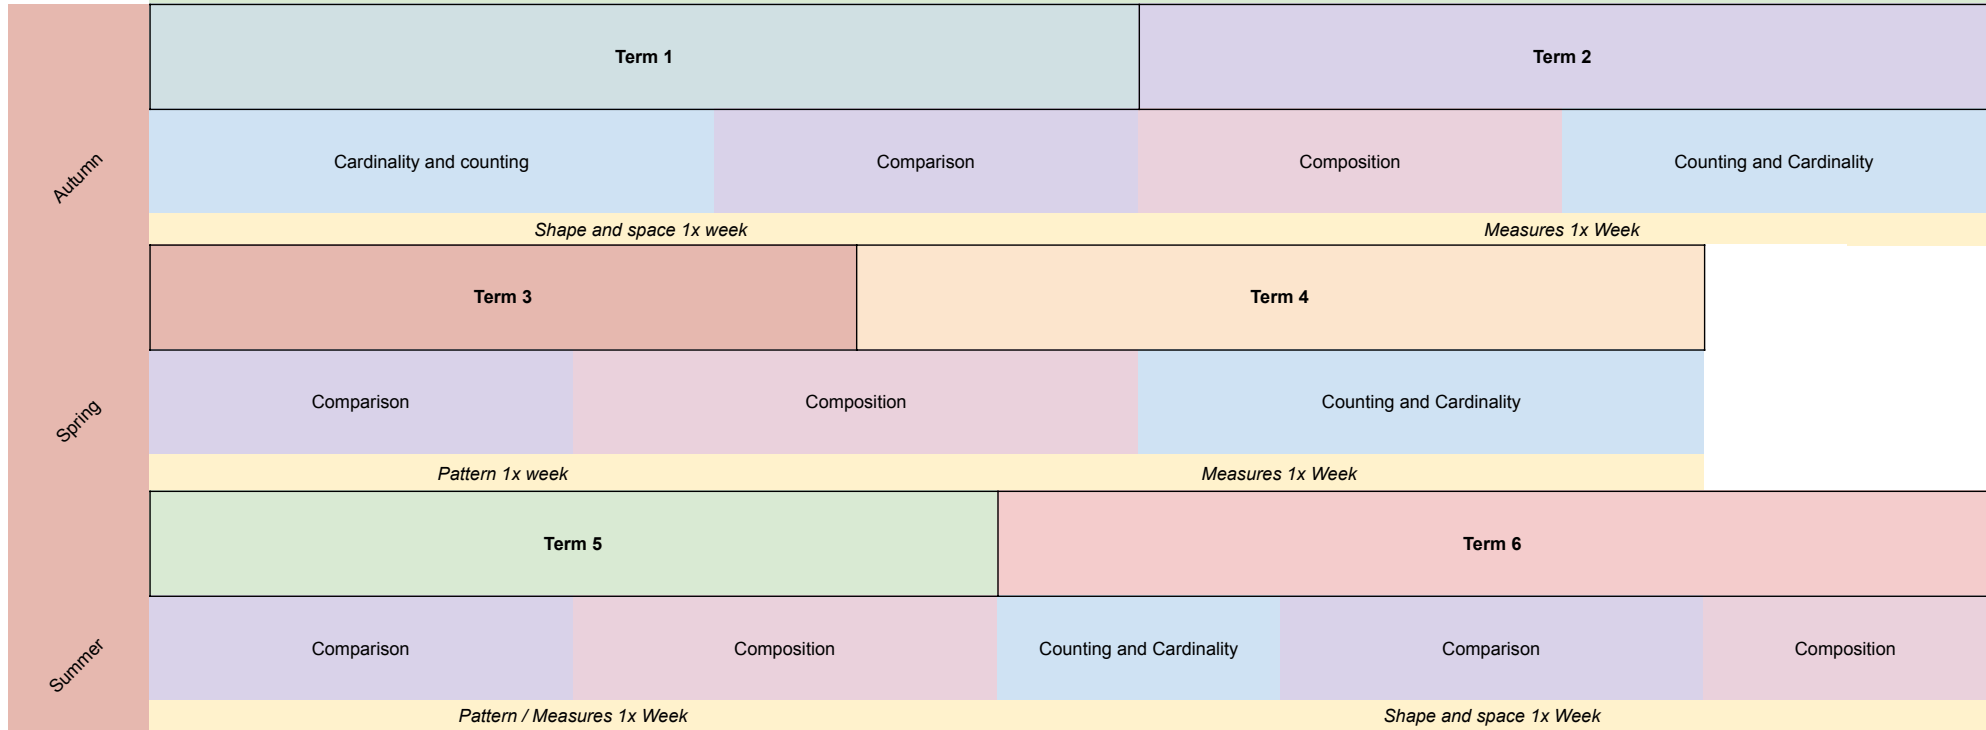 Term 1
Term 2
Autumn
Cardinality and counting
Comparison
Composition
Counting and Cardinality
Shape and space 1x week
Measures 1x Week
Term 3
Term 4
Spring
Comparison
Composition
Counting and Cardinality
Pattern 1x week
Measures 1x Week
Term 5
Term 6
Summer
Comparison
Composition
Counting and Cardinality
Comparison
Composition
Pattern / Measures 1x Week
Shape and space 1x Week